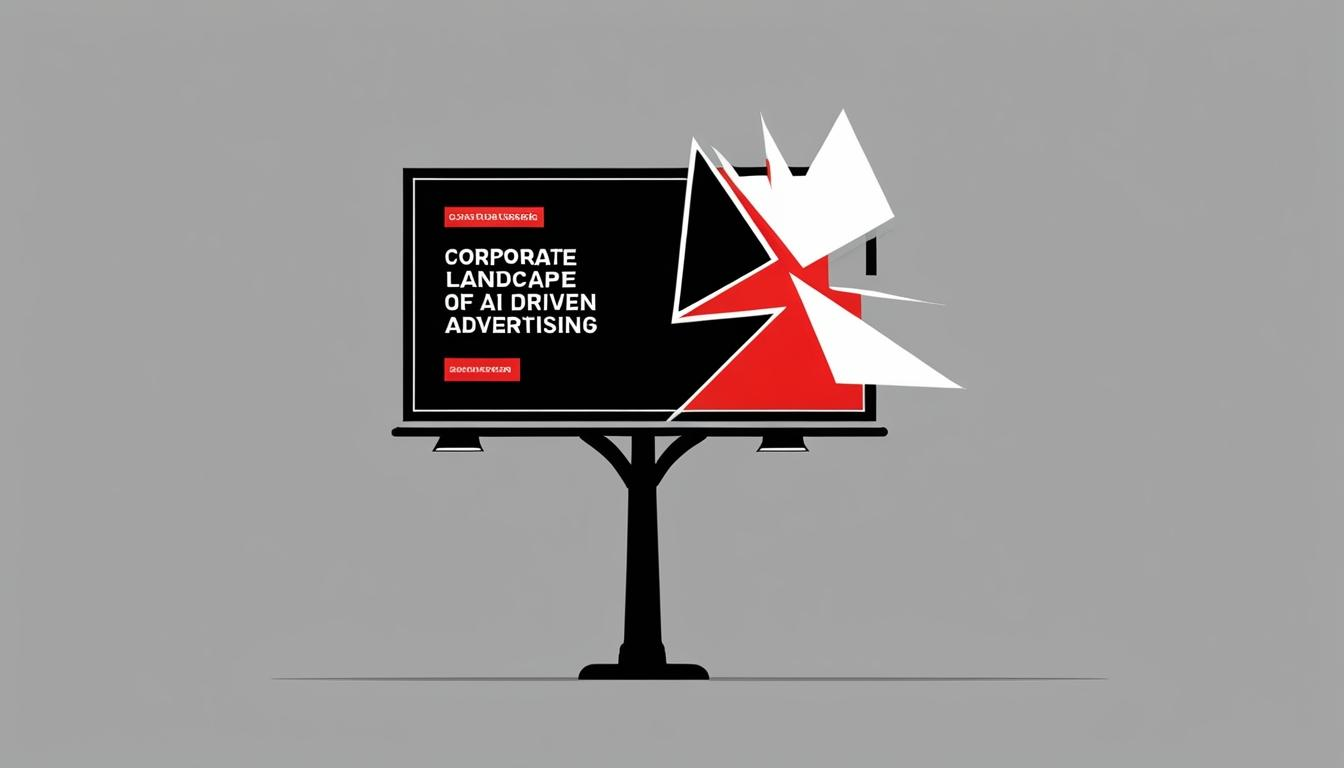 CORPORATE
LANDCAPE
OF AI DRIVEN
ADVERTISING